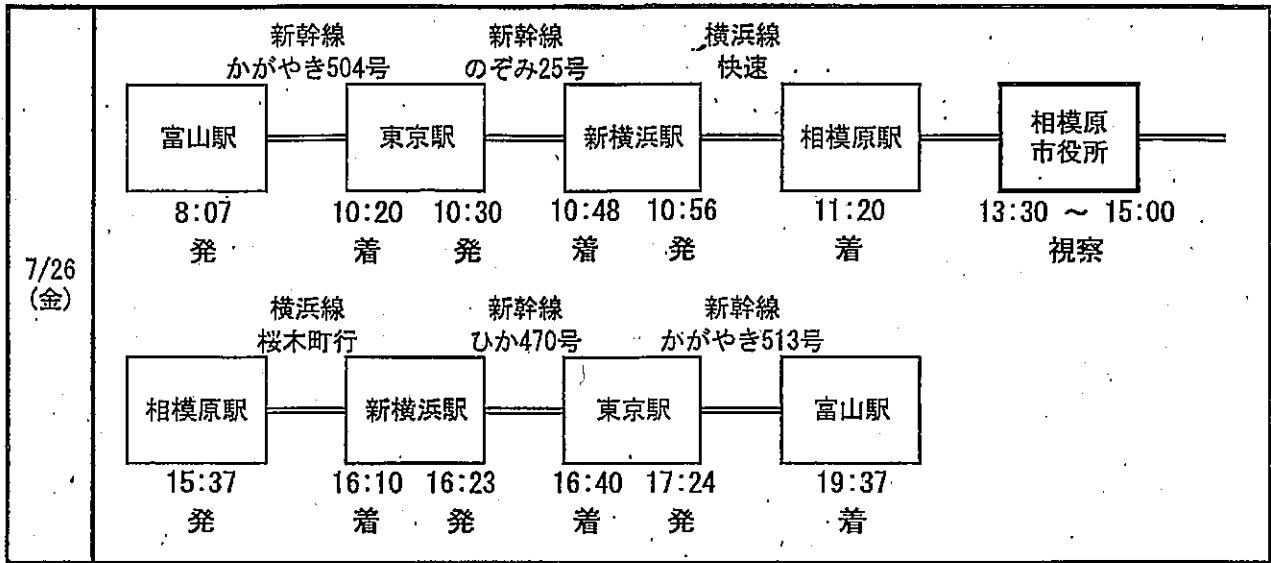 7/26
(金)
新幹線
かがやき504号
新幹線
のぞみ25号
横浜線
快速
富山駅
東京駅
新横浜駅
相模原駅
相模原
市役所
8:07
発
10:20
着
10:30
発
10:48
着
10:56
発
11:20
着
13:30 ～ 15:00
視察
横浜線
桜木町行
新幹線
ひか470号
新幹線
かがやき513号
相模原駅
新横浜駅
東京駅
富山駅
15:37
発
16:10
着
16:23
発
16:40
着
17:24
発
19:37
着